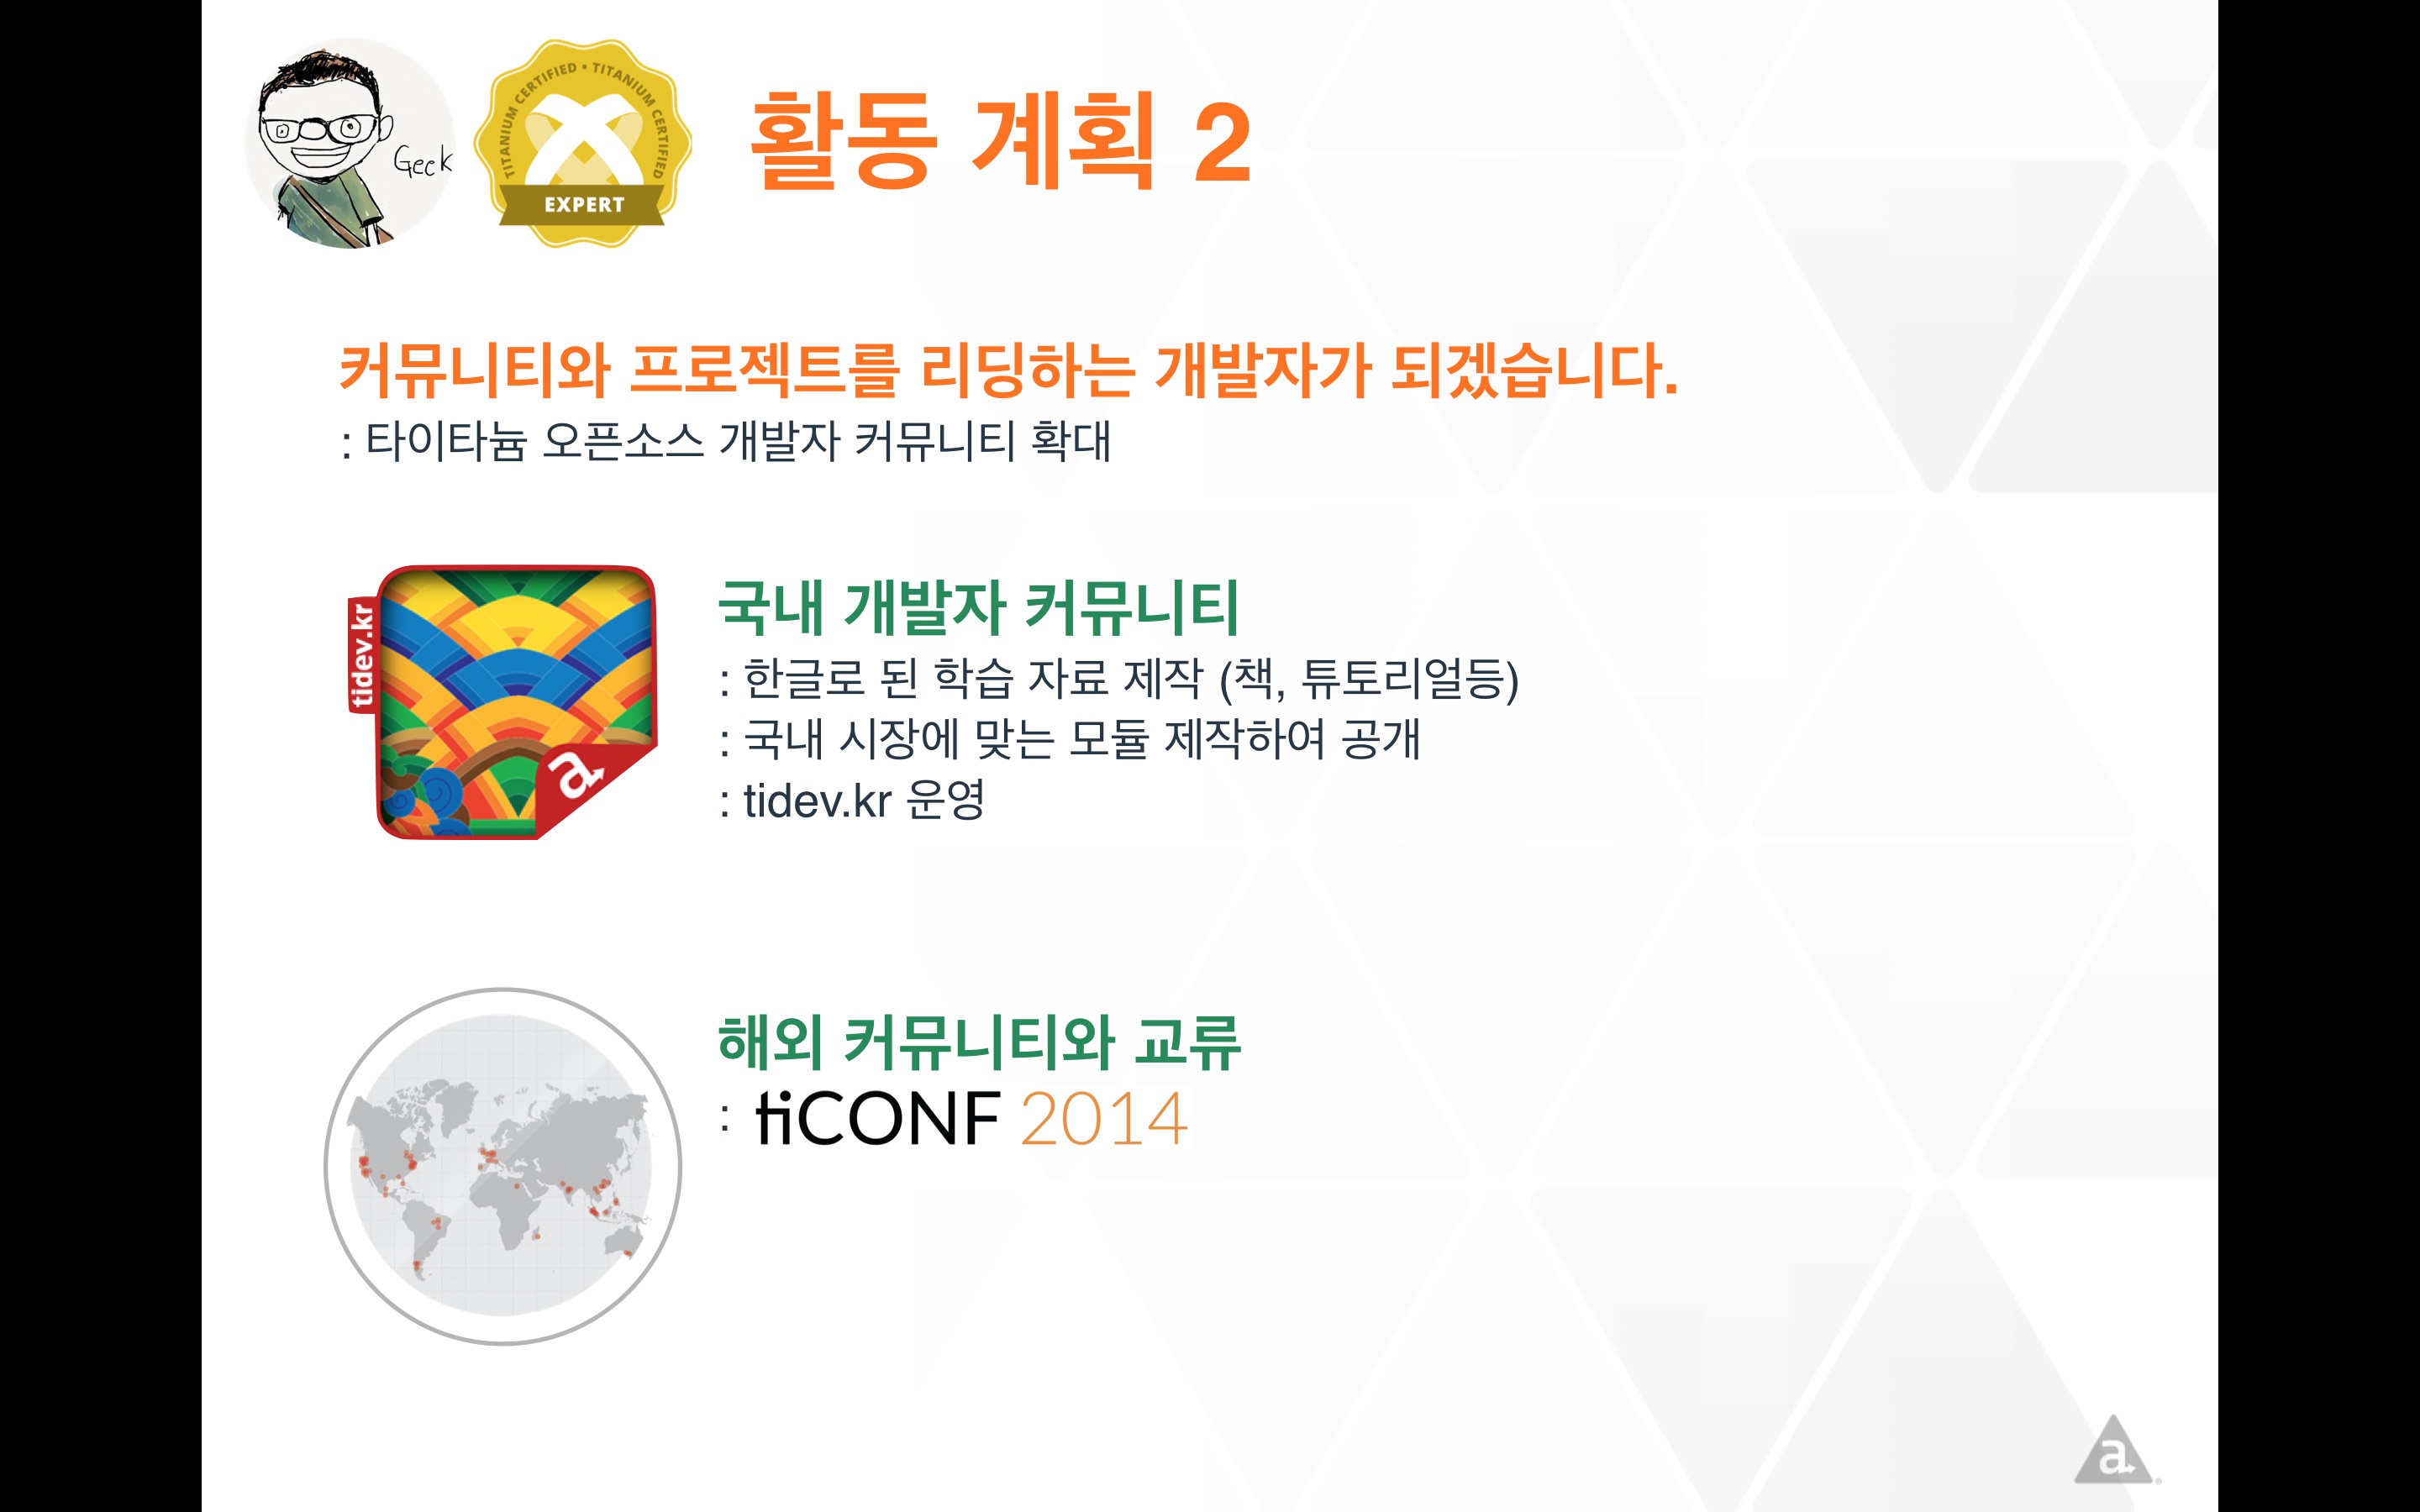 Geek
TITANIUM CERTIFIED • TITANIUM CERTIFIED
EXPERT
활동 계획 2
커뮤니티와 프로젝트를 리딩하는 개발자가 되겠습니다.
: 타이타늄 오픈소스 개발자 커뮤니티 확대
tidev.kr
a
국내 개발자 커뮤니티
: 한글로 된 학습 자료 제작 (책, 튜토리얼등)
: 국내 시장에 맞는 모듈 제작하여 공개
: tidev.kr 운영
해외 커뮤니티와 교류
: tiCONF 2014
a